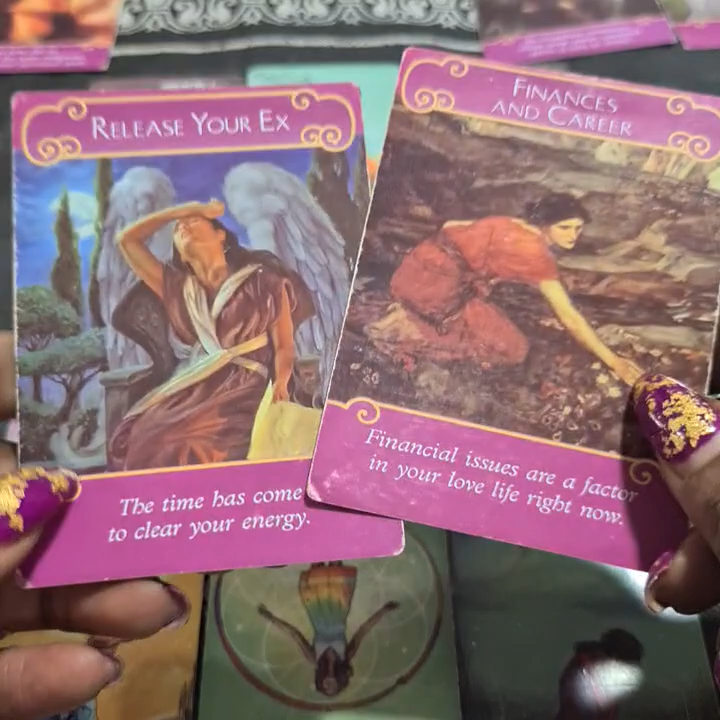 RELEASE YOUR EX
The time has come
to clear your energy.
FINANCES
AND CAREER
Financial issues are a factor
in your love life right now.